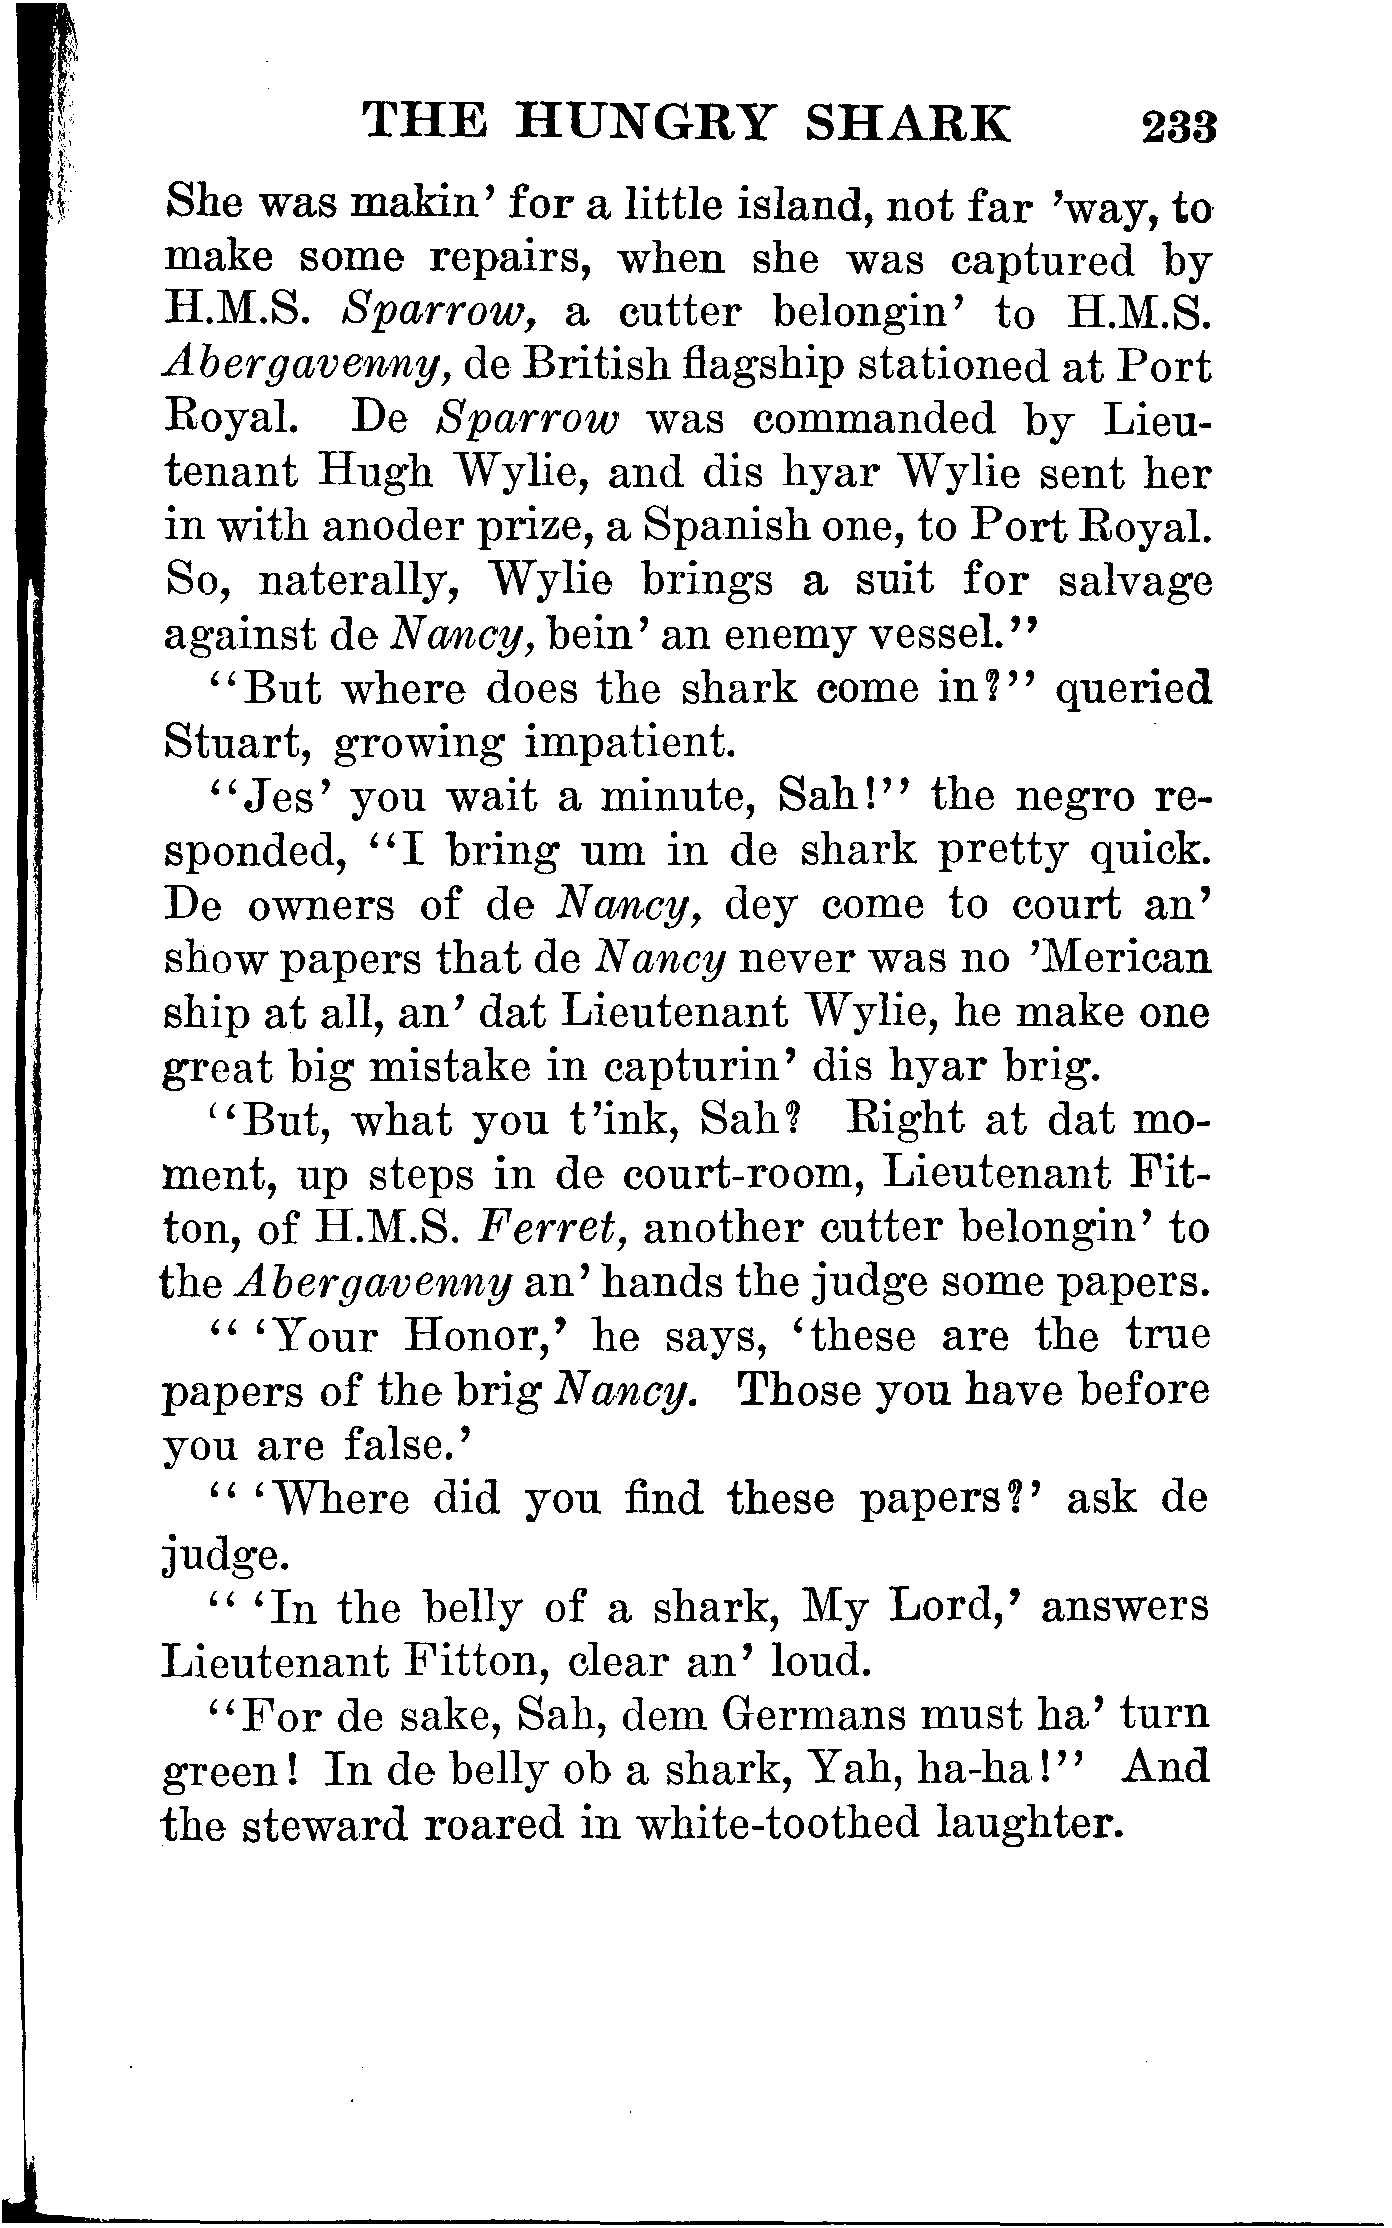 THE HUNGRY SHARK 233
She was makin' for a little island, not far 'way, to
make some repairs, when she was captured by
H.M.S. Sparrow, a cutter belongin' to H.M.S.
Abergavenny, de British flagship stationed at Port
Royal. De Sparrow was commanded by Lieu-
tenant Hugh Wylie, and dis hyar Wylie sent her
in with anoder prize, a Spanish one, to Port Royal.
So, naterally, Wylie brings a suit for salvage
against de Nancy, bein' an enemy vessel."
"But where does the shark come in?" queried
Stuart, growing impatient.
"Jes' you wait a minute, Sah!" the negro re-
sponded, "I bring um in de shark pretty quick.
De owners of de Nancy, dey come to court an'
show papers that de Nancy never was no 'Merican
ship at all, an' dat Lieutenant Wylie, he make one
great big mistake in capturin' dis hyar brig.
"But, what you t'ink, Sah? Right at dat mo-
ment, up steps in de court-room, Lieutenant Fit-
ton, of H.M.S. Ferret, another cutter belongin' to
the Abergavenny an' hands the judge some papers.
" 'Your Honor,' he says, 'these are the true
papers of the brig Nancy. Those you have before
you are false.'
" 'Where did you find these papers?' ask de
judge.
" 'In the belly of a shark, My Lord,' answers
Lieutenant Fitton, clear an' loud.
"For de sake, Sah, dem Germans must ha' turn
green! In de belly ob a shark, Yah, ha-ha!" And
the steward roared in white-toothed laughter.